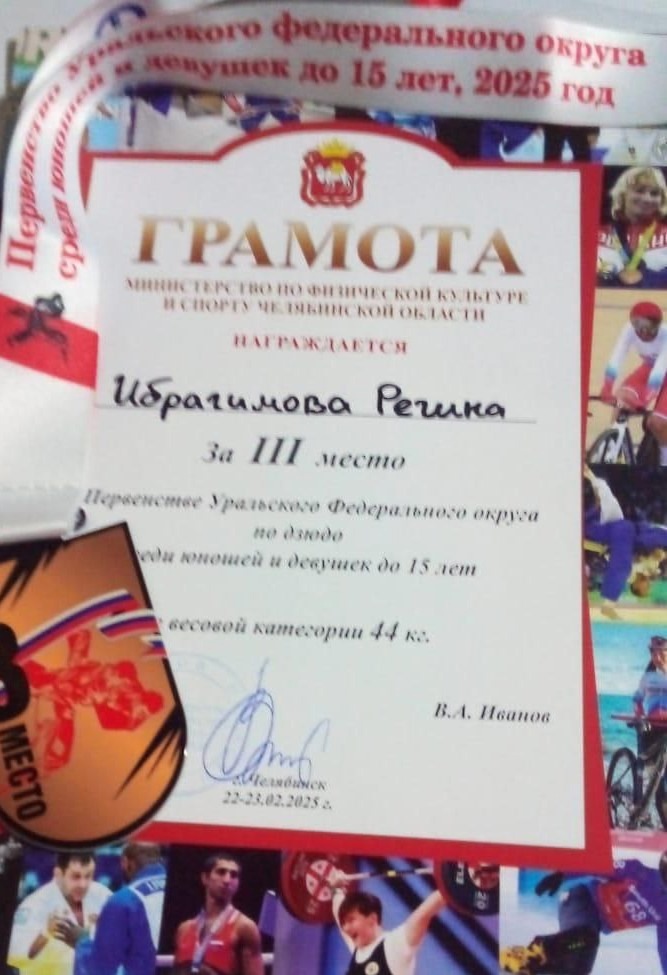 Первенство Уральского федерального округа
среди юношей и девушек до 15 лет, 2025 год
ГРАМОТА
МИНИСТЕРСТВО ПО ФИЗИЧЕСКОЙ КУЛЬТУРЕ
И СПОРТУ ЧЕЛЯБИНСКОЙ ОБЛАСТИ
НАГРАЖДАЕТСЯ
Ибрагимова Регина
За III место
Первенстве Уральского Федерального округа
по дзюдо
среди юношей и девушек до 15 лет
весовой категории 44 кг.
В.А. Иванов
г. Челябинск
22-23.02.2025 г.
3 МЕСТО